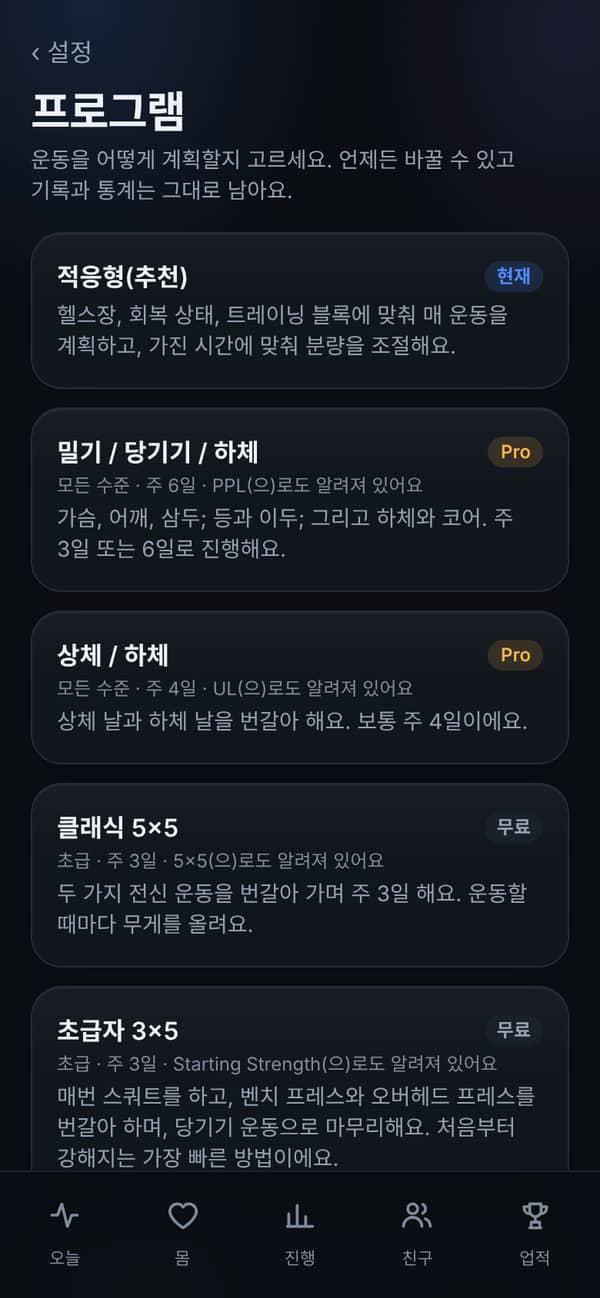 ‹ 설정
프로그램
운동을 어떻게 계획할지 고르세요. 언제든 바꿀 수 있고
기록과 통계는 그대로 남아요.
적응형(추천)
현재
헬스장, 회복 상태, 트레이닝 블록에 맞춰 매 운동을
계획하고, 가진 시간에 맞춰 분량을 조절해요.
밀기 / 당기기 / 하체
Pro
모든 수준 · 주 6일 · PPL(으)로도 알려져 있어요
가슴, 어깨, 삼두; 등과 이두; 그리고 하체와 코어. 주
3일 또는 6일로 진행해요.
상체 / 하체
Pro
모든 수준 · 주 4일 · UL(으)로도 알려져 있어요
상체 날과 하체 날을 번갈아 해요. 보통 주 4일이에요.
클래식 5×5
무료
초급 · 주 3일 · 5×5(으)로도 알려져 있어요
두 가지 전신 운동을 번갈아 가며 주 3일 해요. 운동할
때마다 무게를 올려요.
초급자 3×5
무료
초급 · 주 3일 · Starting Strength(으)로도 알려져 있어요
매번 스쿼트를 하고, 벤치 프레스와 오버헤드 프레스를
번갈아 하며, 당기기 운동으로 마무리해요. 처음부터
강해지는 가장 빠른 방법이에요.
오늘
몸
진행
친구
업적